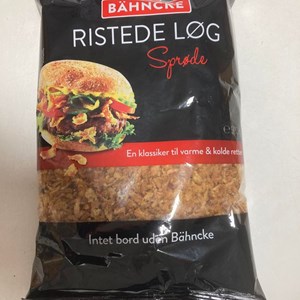 BÄHNCKE
RISTEDE LØG
Sprøde
En klassiker til varme & kolde retter
Intet bord uden Bähncke